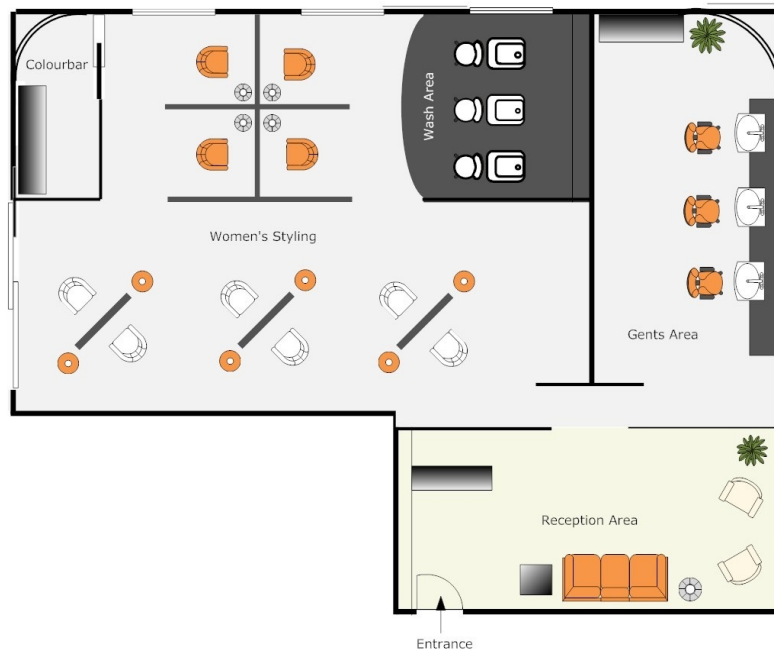 Colourbar
Wash Area
Women's Styling
Gents Area
Reception Area
Entrance